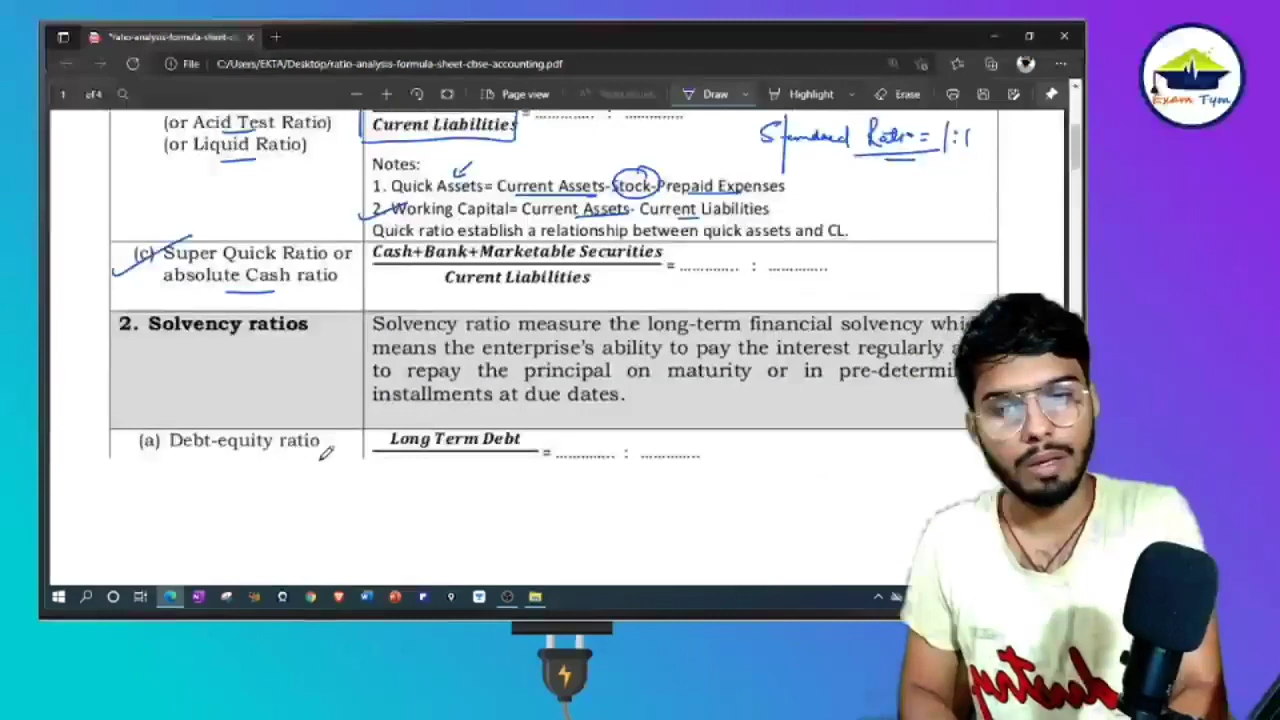 *ratio-analysis-formula-sheet-c
File
C:/Users/EKTA/Desktop/ratio-analysis-formula-sheet-cbse-accounting.pdf
1 of 4
Page view
Draw
Highlight
Erase
Exam Tym
(or Acid Test Ratio)
(or Liquid Ratio)
Curent Liabilities
= .............. : ..............
Standard Ratio = 1:1
Notes:
1. Quick Assets= Current Assets-Stock-Prepaid Expenses
2. Working Capital= Current Assets- Current Liabilities
Quick ratio establish a relationship between quick assets and CL.
(c) Super Quick Ratio or
absolute Cash ratio
Cash+Bank+Marketable Securities
Curent Liabilities
= .............. : ..............
2. Solvency ratios
Solvency ratio measure the long-term financial solvency whi
means the enterprise's ability to pay the interest regularly a
to repay the principal on maturity or in pre-determi
installments at due dates.
(a) Debt-equity ratio
Long Term Debt
= .............. : ..............